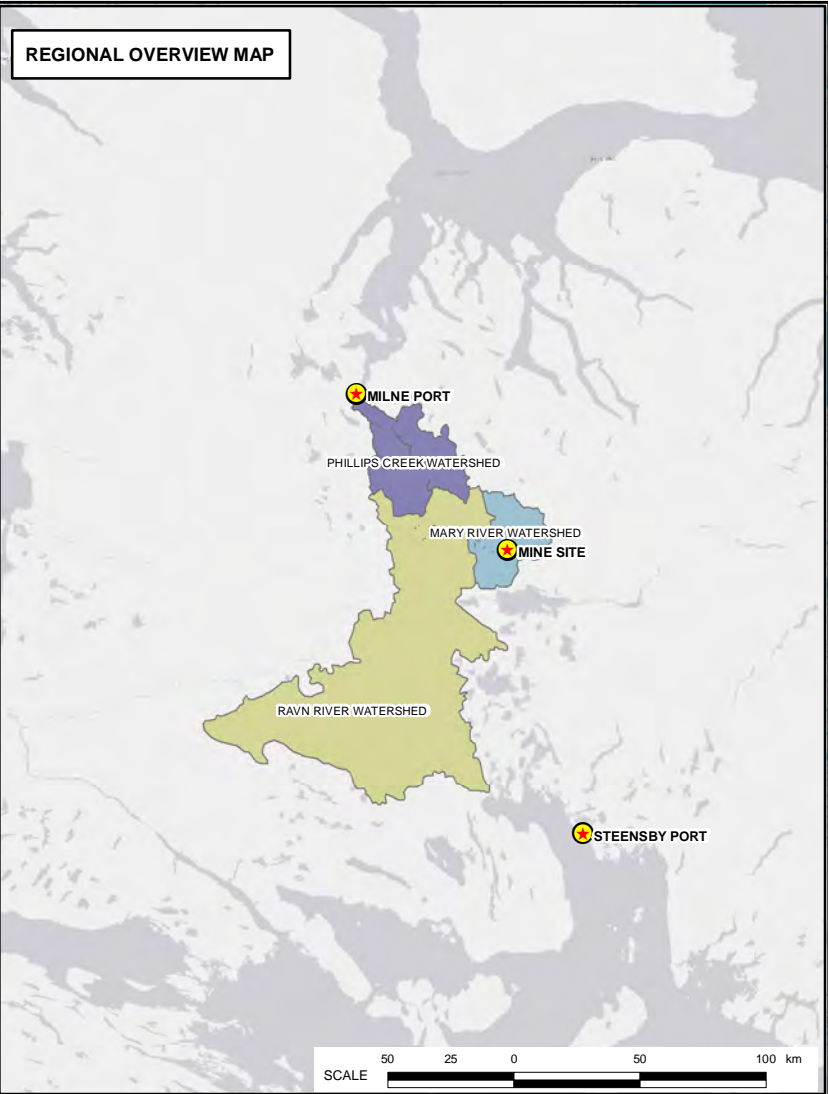 REGIONAL OVERVIEW MAP
MILNE PORT
PHILLIPS CREEK WATERSHED
MARY RIVER WATERSHED
MINE SITE
RAVN RIVER WATERSHED
STEENSBY PORT
50 25 0 50 100 km
SCALE